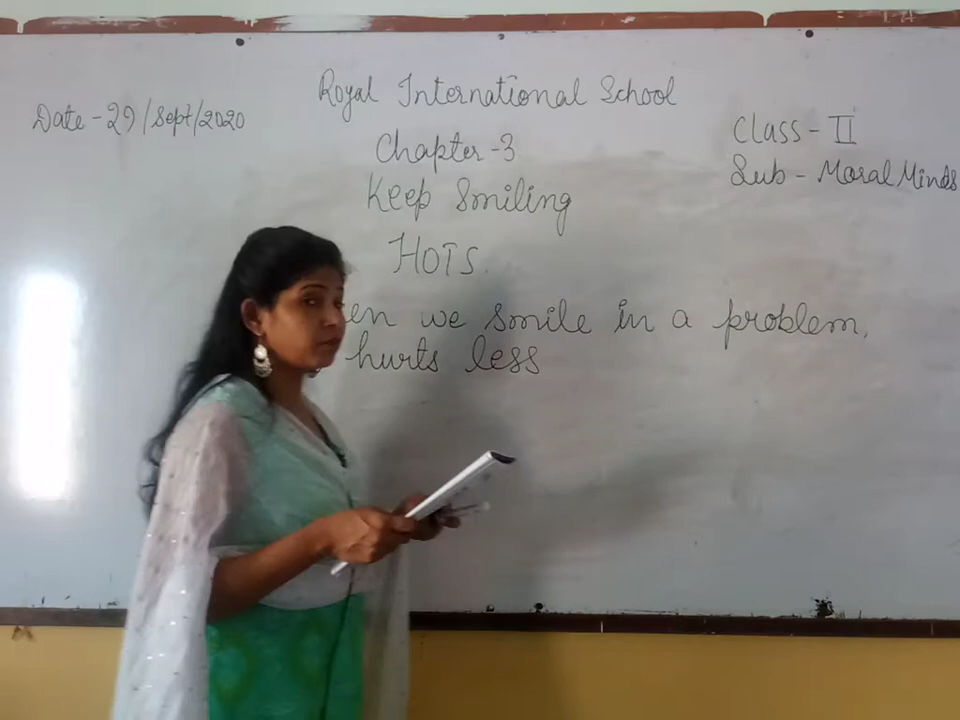 Royal International School
Date - 29/Sept/2020
Class - II
Chapter - 3
Sub - Moral Minds
Keep Smiling
HOTS
en we smile in a problem,
hurts less